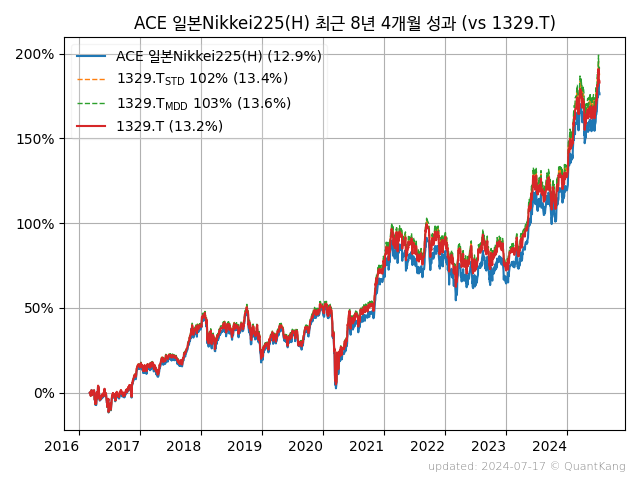 ACE 일본Nikkei225(H) 최근 8년 4개월 성과 (vs 1329.T)
200%
150%
100%
50%
0%
ACE 일본Nikkei225(H) (12.9%)
1329.T_STD 102% (13.4%)
1329.T_MDD 103% (13.6%)
1329.T (13.2%)
2016 2017 2018 2019 2020 2021 2022 2023 2024
updated: 2024-07-17 © QuantKang